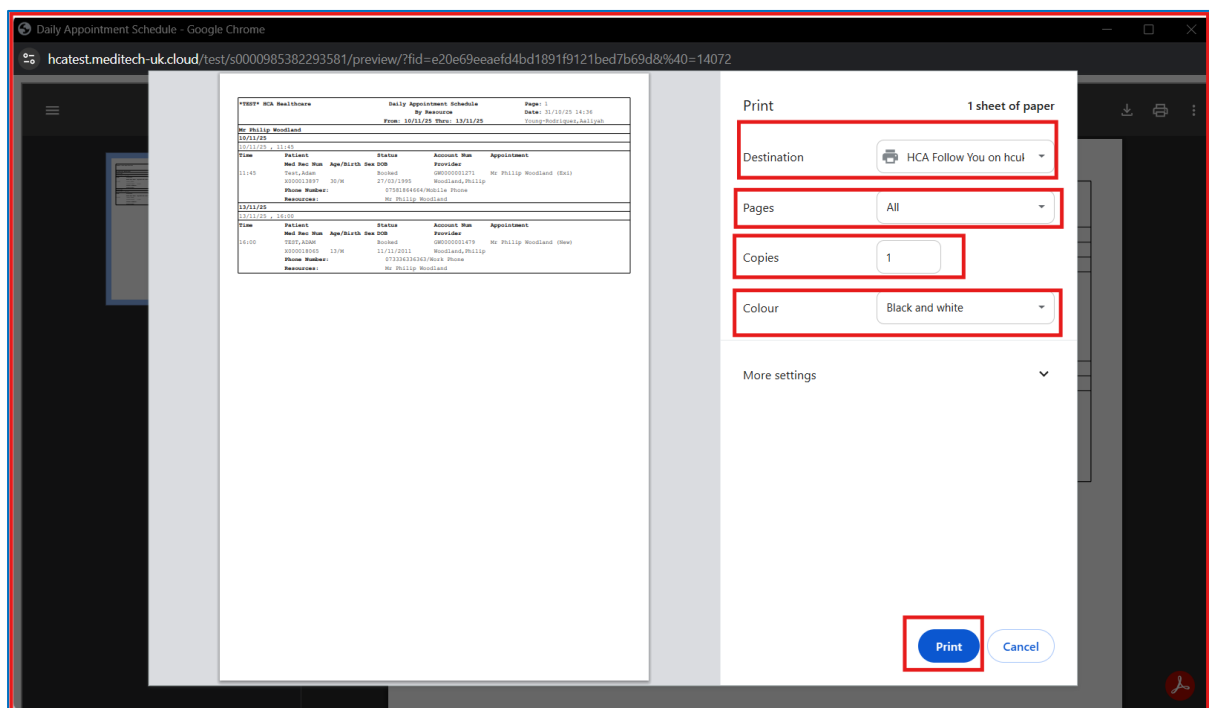 Daily Appointment Schedule - Google Chrome
hcatest.meditech-uk.cloud/test/s0000985382293581/preview/?fid=e20e69eeaefd4bd1891f9121bed7b69d&%40=14072
*TEST* HCA Healthcare Daily Appointment Schedule Page: 1
By Resource Date: 31/10/25 14:36
From: 10/11/25 Thru: 13/11/25 Young-Rodriguez,Aaliyah
Mr Philip Woodland
10/11/25
10/11/25 , 11:45
Time Patient Status Account Num Appointment
Med Rec Num Age/Birth Sex DOB Provider
11:45 Test,Adam Booked GW0000001271 Mr Philip Woodland (Exi)
X000013897 30/M 27/03/1995 Woodland,Philip
Phone Number: 07581864664/Mobile Phone
Resources: Mr Philip Woodland
13/11/25
13/11/25 , 16:00
Time Patient Status Account Num Appointment
Med Rec Num Age/Birth Sex DOB Provider
16:00 TEST,ADAM Booked GW0000001479 Mr Philip Woodland (New)
X000018065 13/M 11/11/2011 Woodland,Philip
Phone Number: 073336336363/Work Phone
Resources: Mr Philip Woodland
Print 1 sheet of paper
Destination HCA Follow You on hcuk
Pages All
Copies 1
Colour Black and white
More settings
Print Cancel